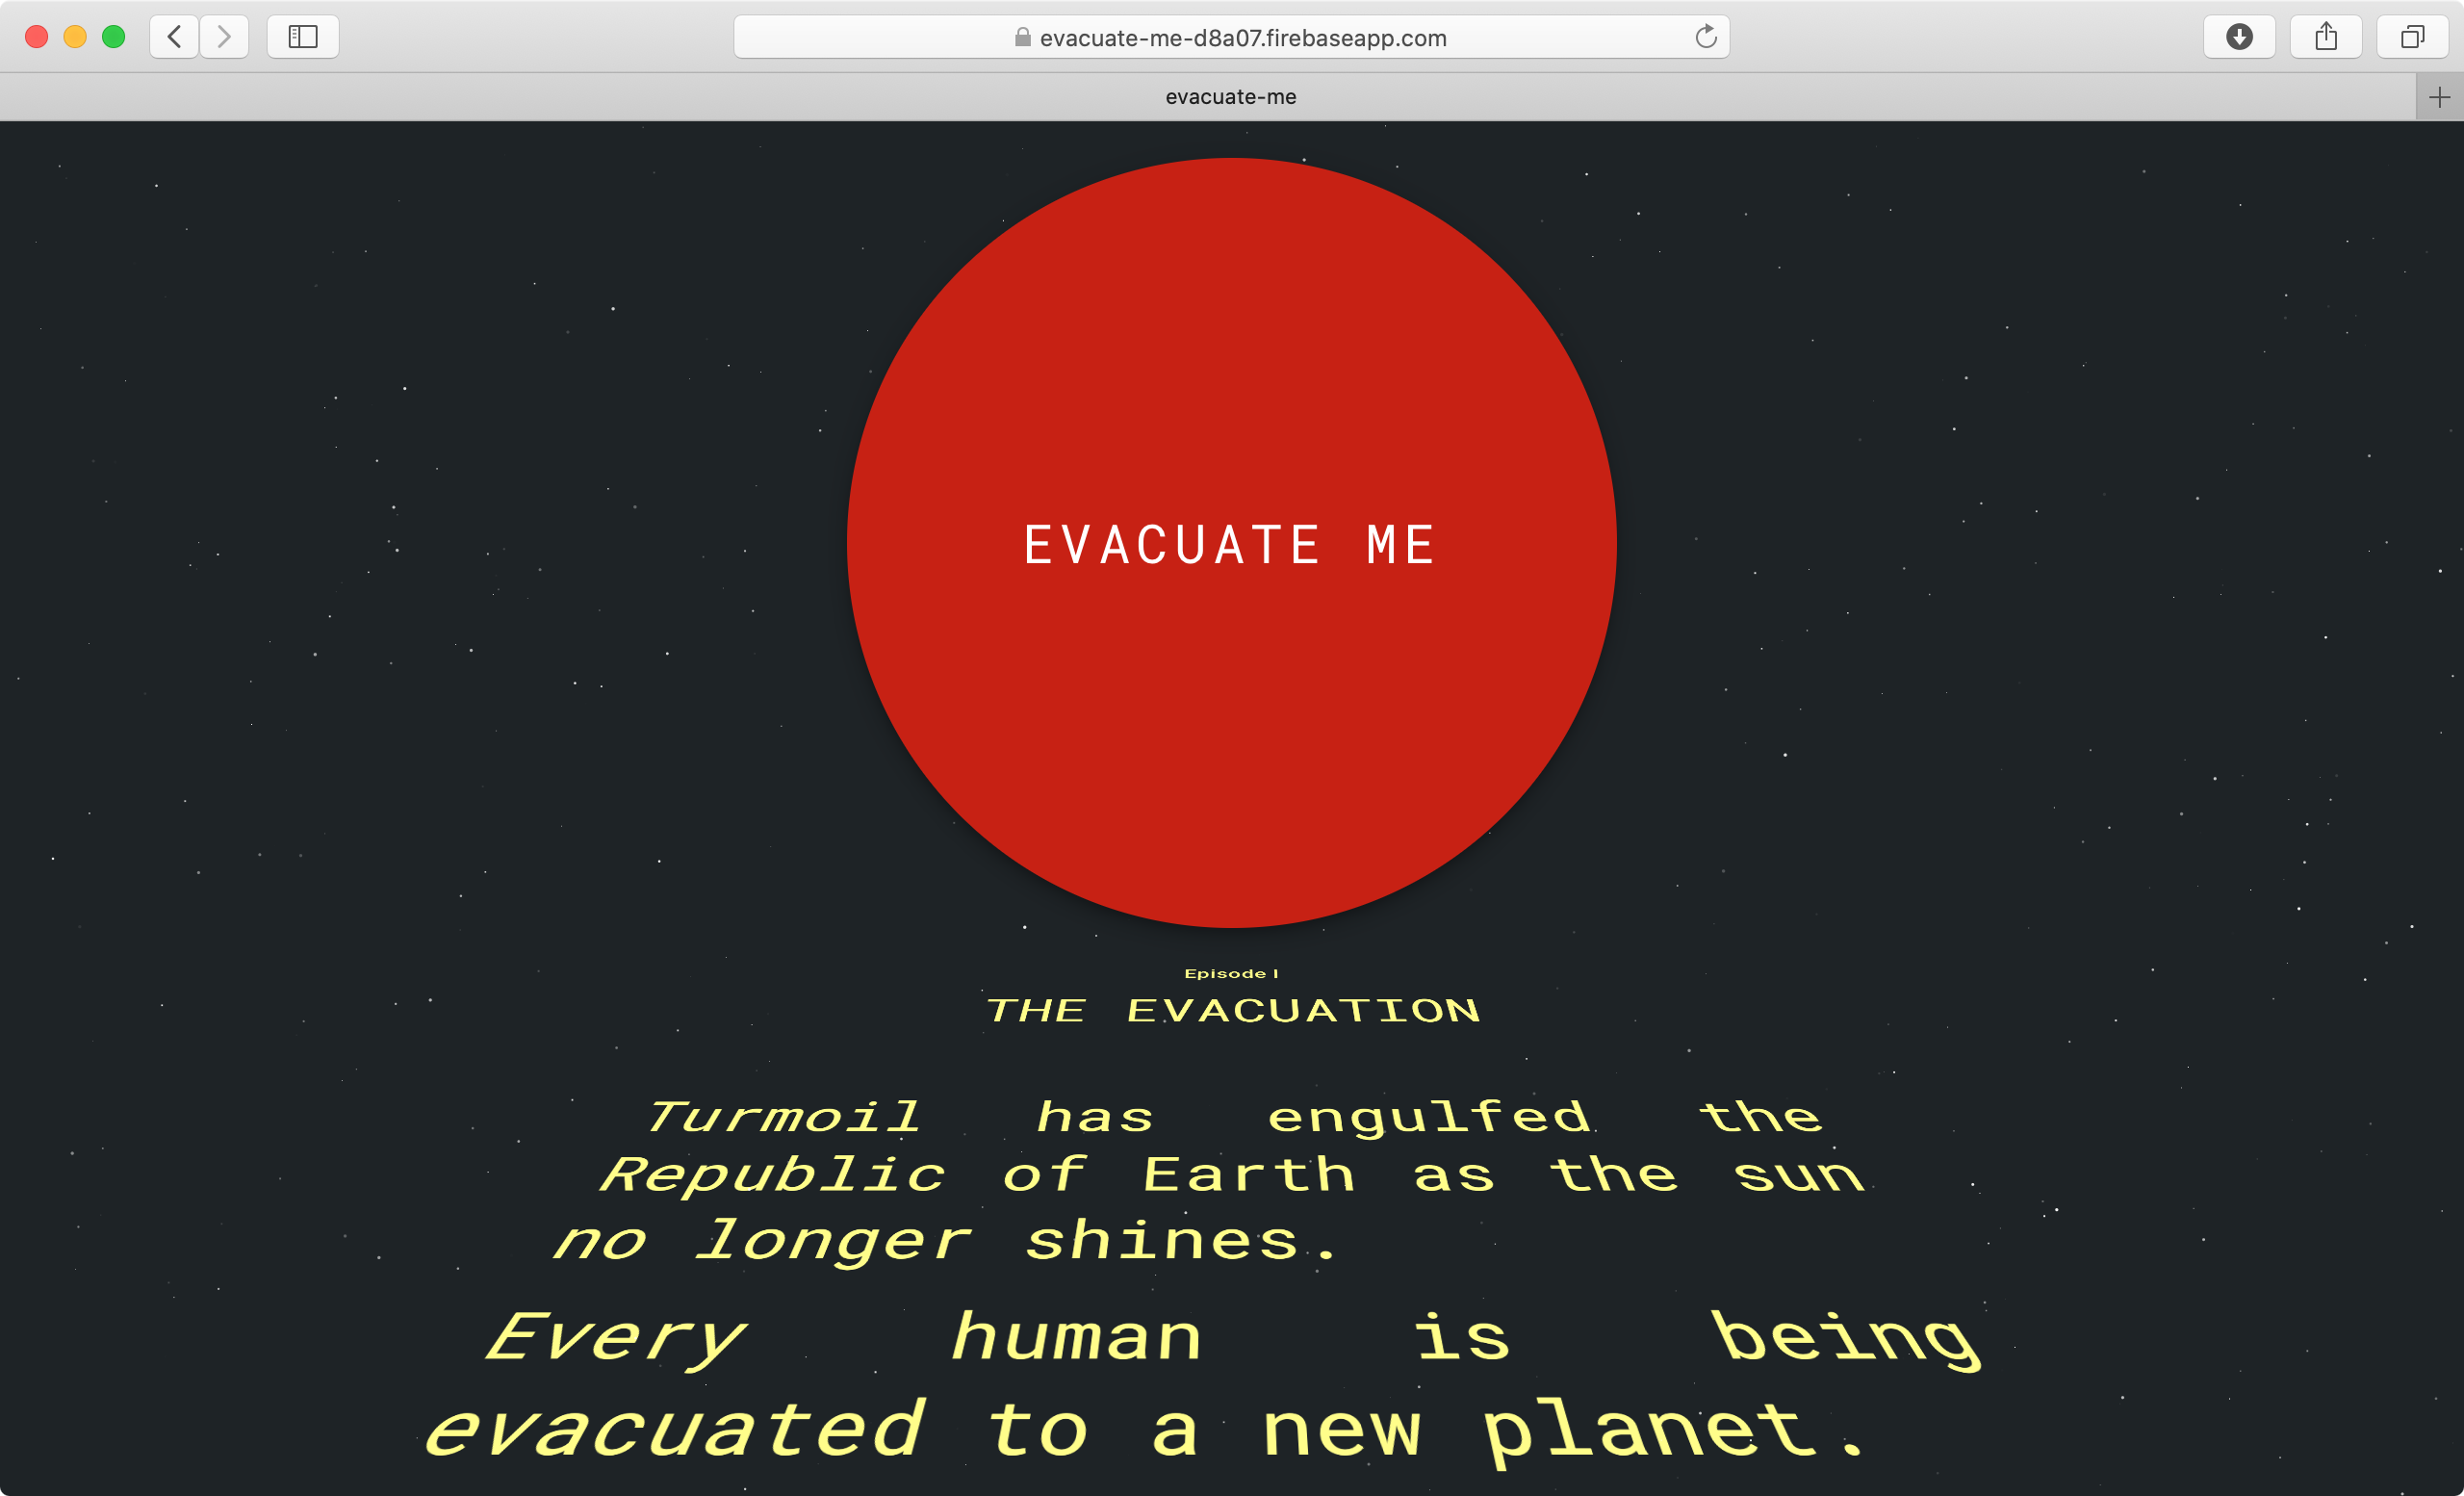 evacuate-me-d8a07.firebaseapp.com
evacuate-me
EVACUATE ME
Episode I
THE EVACUATION
Turmoil has engulfed the
Republic of Earth as the sun
no longer shines.
Every human is being
evacuated to a new planet.